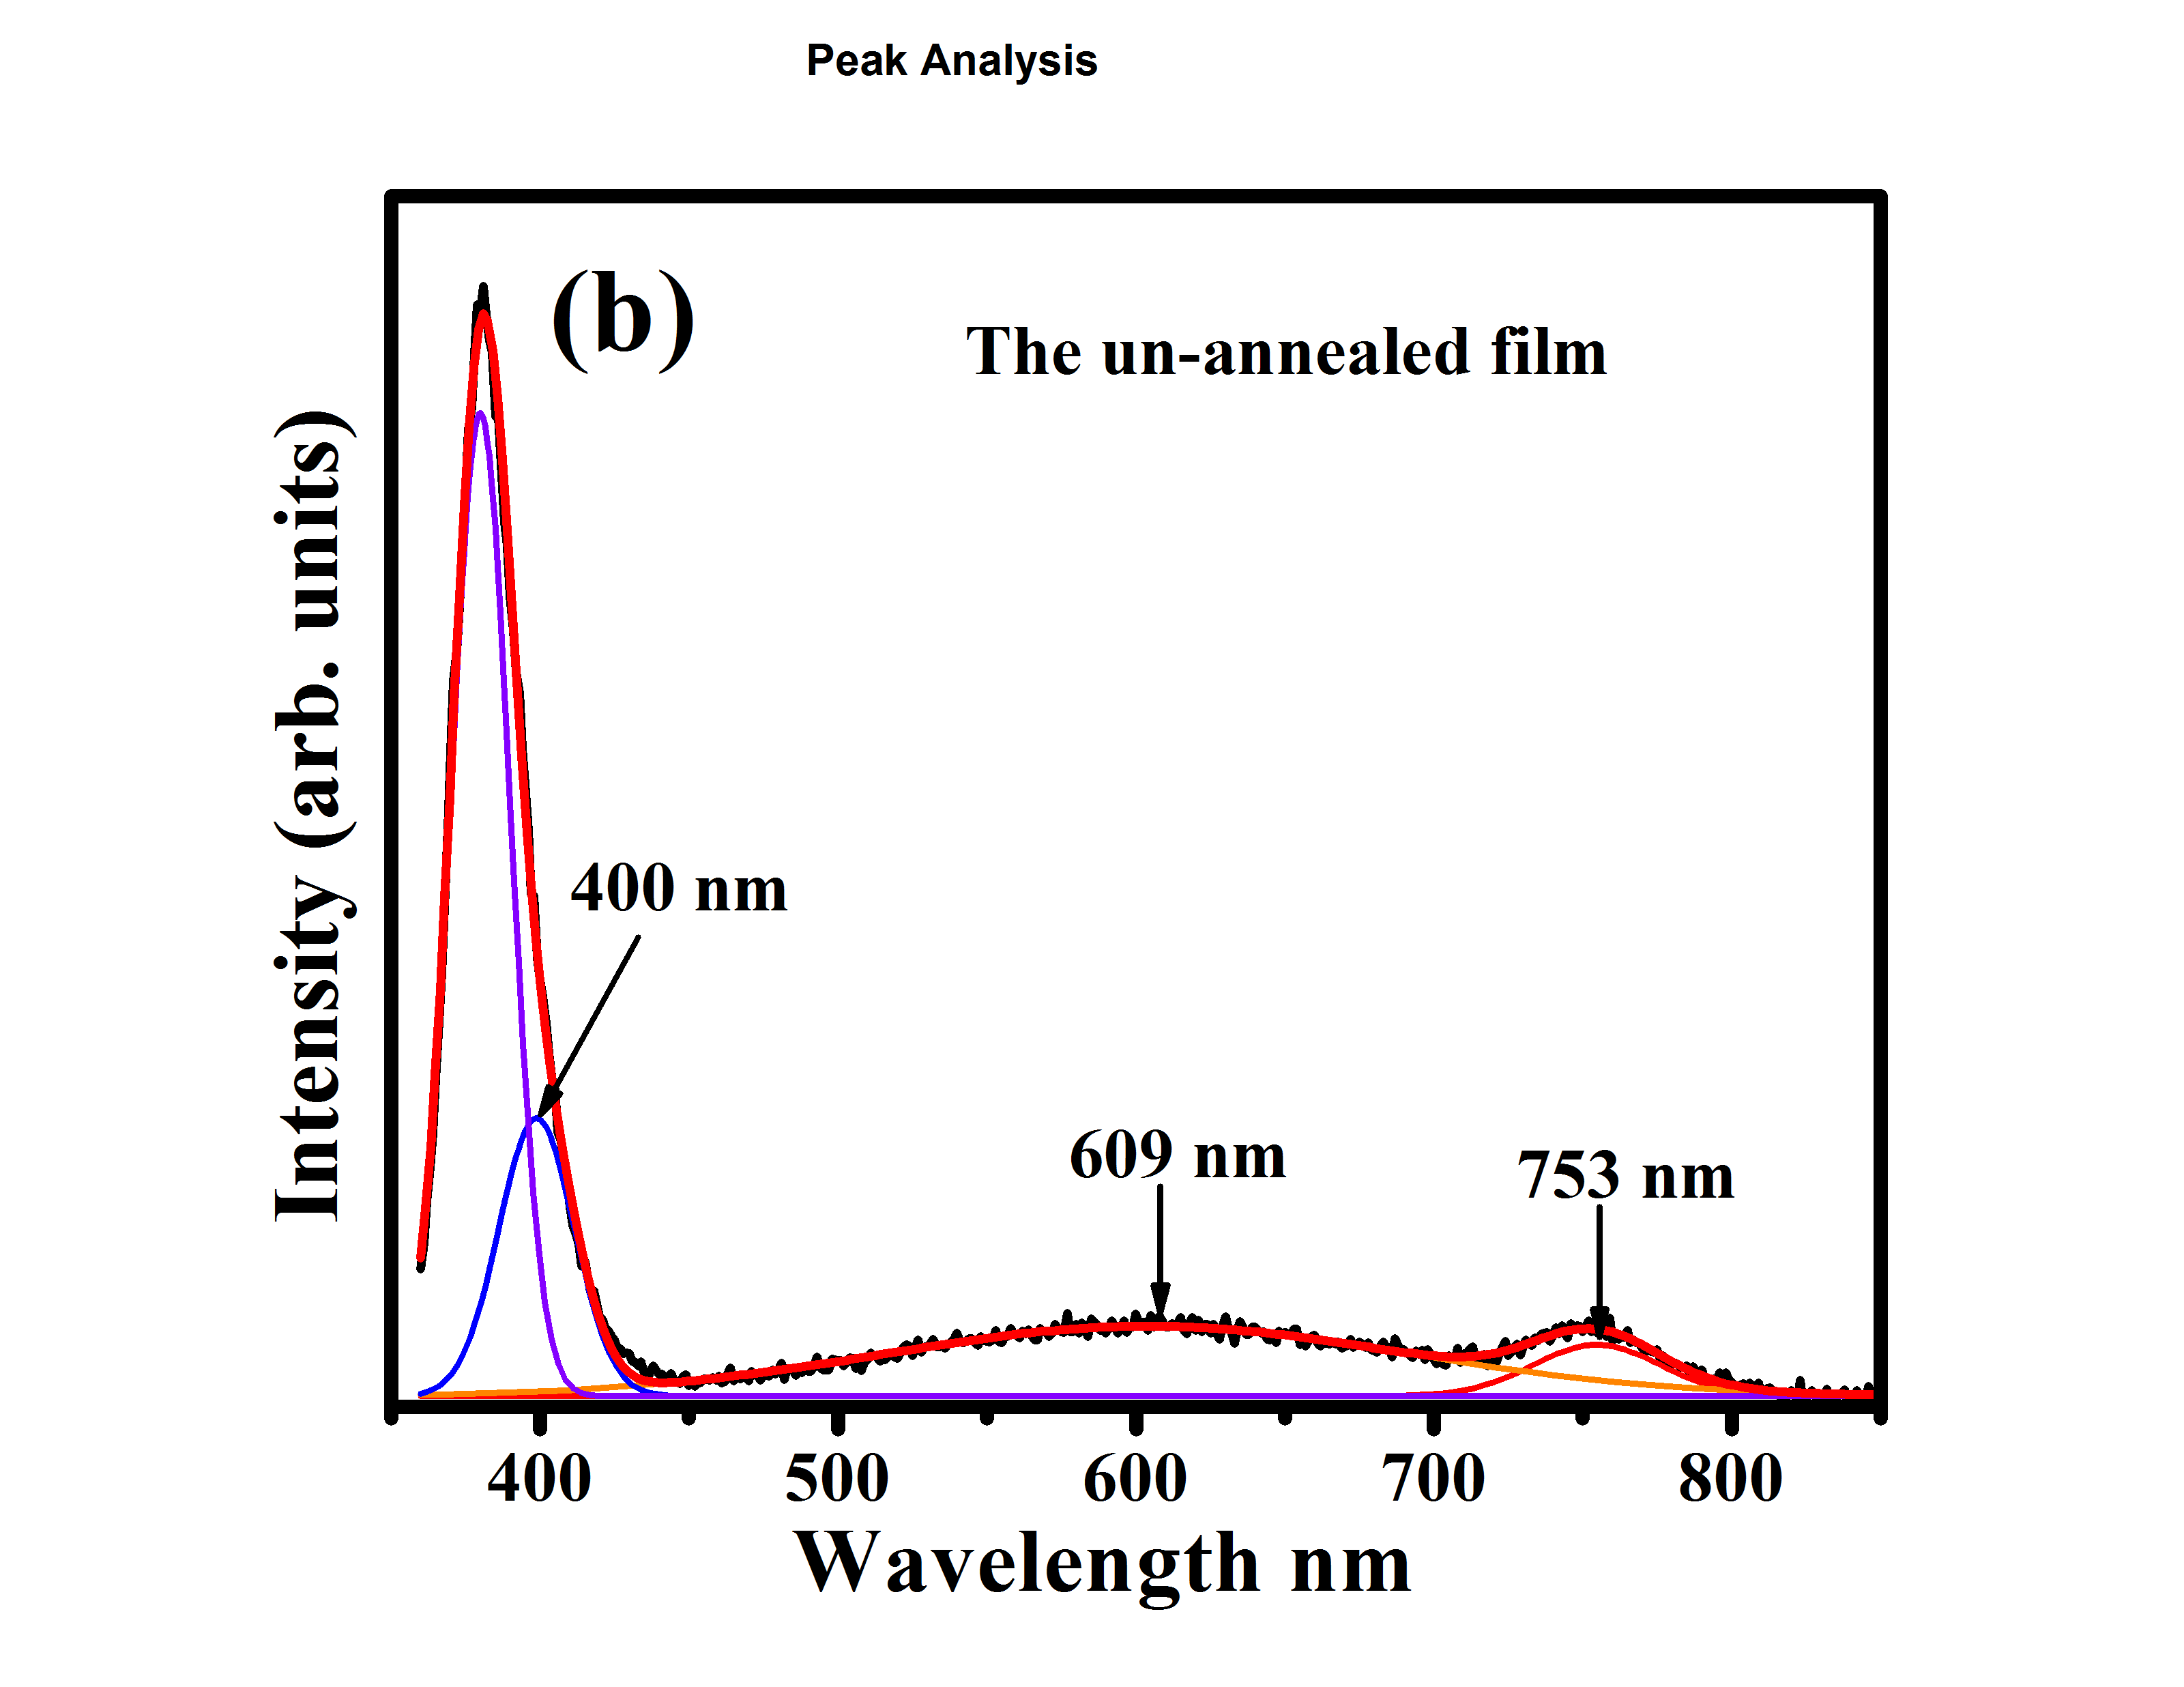 Peak Analysis
(b)
The un-annealed film
Intensity (arb. units)
400 nm
609 nm
753 nm
400 500 600 700 800
Wavelength nm